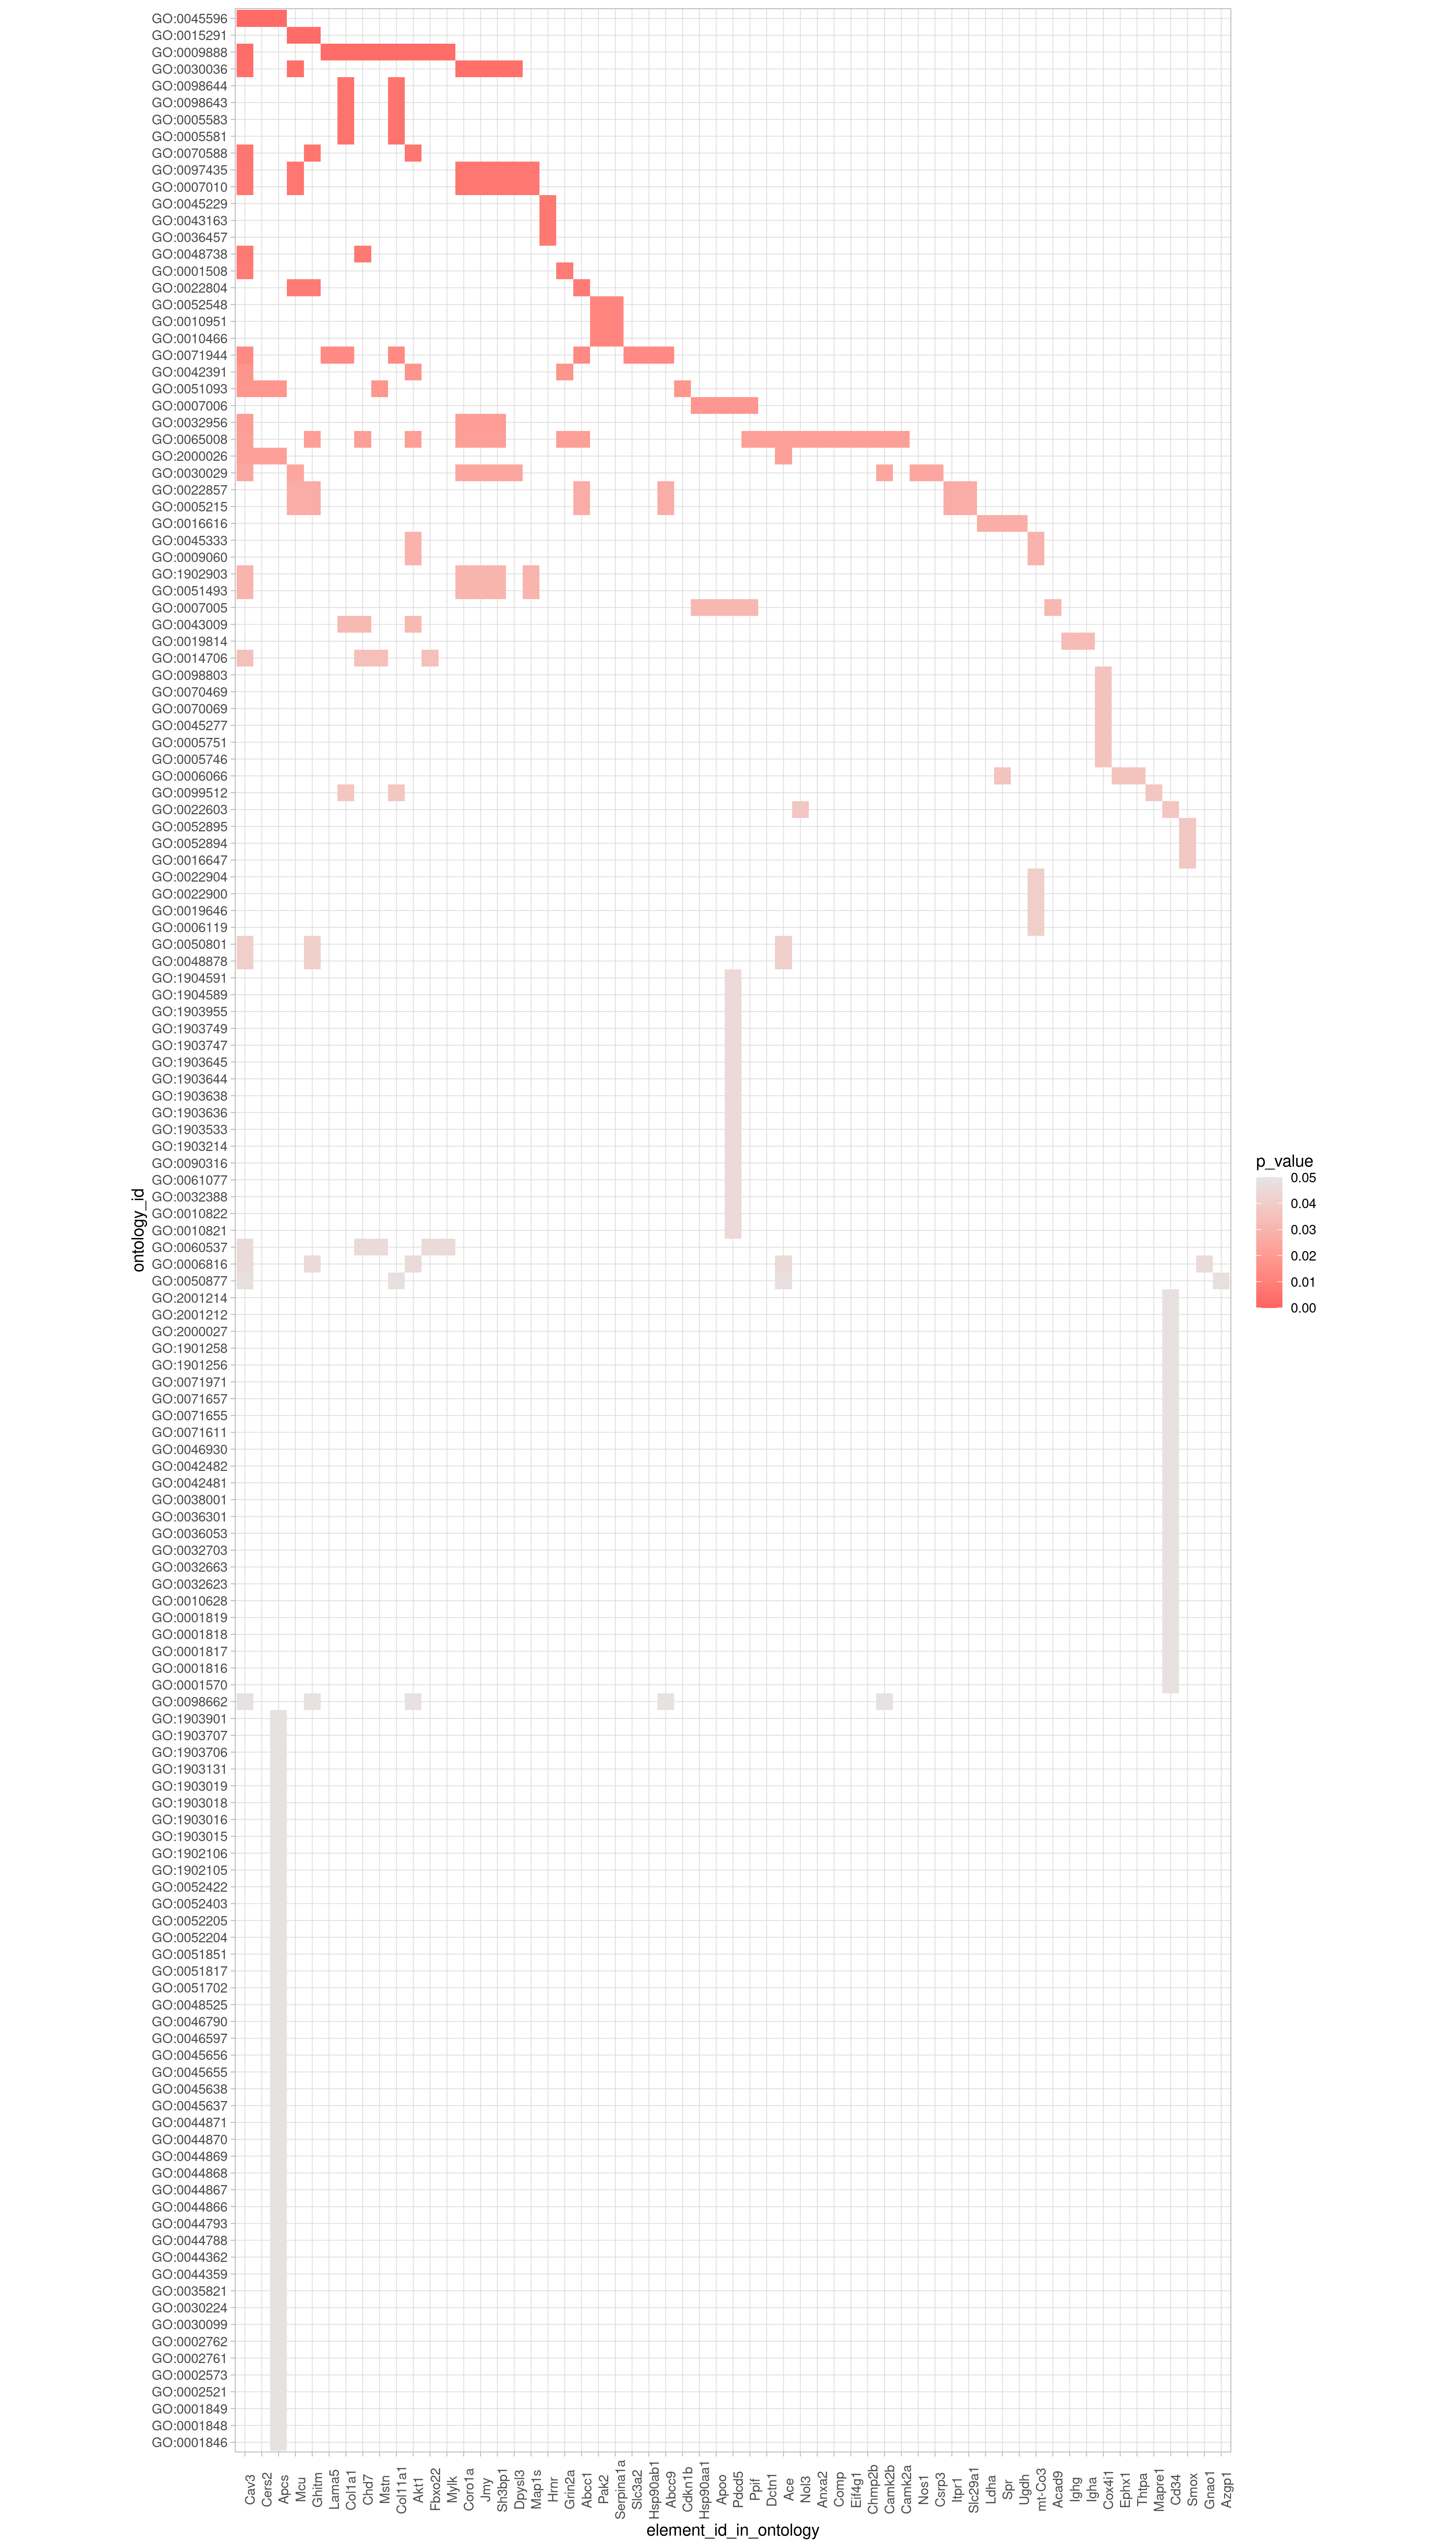 GO:0045596
GO:0015291
GO:0009888
GO:0030036
GO:0098644
GO:0098643
GO:0005583
GO:0005581
GO:0070588
GO:0097435
GO:0007010
GO:0045229
GO:0043163
GO:0036457
GO:0048738
GO:0001508
GO:0022804
GO:0052548
GO:0010951
GO:0010466
GO:0071944
GO:0042391
GO:0051093
GO:0007006
GO:0032956
GO:0065008
GO:2000026
GO:0030029
GO:0022857
GO:0005215
GO:0016616
GO:0045333
GO:0009060
GO:1902903
GO:0051493
GO:0007005
GO:0043009
GO:0019814
GO:0014706
GO:0098803
GO:0070469
GO:0070069
GO:0045277
GO:0005751
GO:0005746
GO:0006066
GO:0099512
GO:0022603
GO:0052895
GO:0052894
GO:0016647
GO:0022904
GO:0022900
GO:0019646
GO:0006119
GO:0050801
GO:0048878
GO:1904591
GO:1904589
GO:1903955
GO:1903749
GO:1903747
GO:1903645
GO:1903644
GO:1903638
GO:1903636
GO:1903533
GO:1903214
GO:0090316
GO:0061077
GO:0032388
GO:0010822
GO:0010821
GO:0060537
GO:0006816
GO:0050877
GO:2001214
GO:2001212
GO:2000027
GO:1901258
GO:1901256
GO:0071971
GO:0071657
GO:0071655
GO:0071611
GO:0046930
GO:0042482
GO:0042481
GO:0038001
GO:0036301
GO:0036053
GO:0032703
GO:0032663
GO:0032623
GO:0010628
GO:0001819
GO:0001818
GO:0001817
GO:0001816
GO:0001570
GO:0098662
GO:1903901
GO:1903707
GO:1903706
GO:1903131
GO:1903019
GO:1903018
GO:1903016
GO:1903015
GO:1902106
GO:1902105
GO:0052422
GO:0052403
GO:0052205
GO:0052204
GO:0051851
GO:0051817
GO:0051702
GO:0048525
GO:0046790
GO:0046597
GO:0045656
GO:0045655
GO:0045638
GO:0045637
GO:0044871
GO:0044870
GO:0044869
GO:0044868
GO:0044867
GO:0044866
GO:0044793
GO:0044788
GO:0044362
GO:0044359
GO:0035821
GO:0030224
GO:0030099
GO:0002762
GO:0002761
GO:0002573
GO:0002521
GO:0001849
GO:0001848
GO:0001846
ontology_id
Cav3
Cers2
Apcs
Mcu
Ghitm
Lama5
Col1a1
Chd7
Mstn
Col11a1
Akt1
Fbxo22
Mylk
Coro1a
Jmy
Sh3bp1
Dpysl3
Map1s
Hrnr
Grin2a
Abcc1
Pak2
Serpina1a
Slc3a2
Hsp90ab1
Abcc9
Cdkn1b
Hsp90aa1
Apoo
Pdcd5
Ppif
Dctn1
Ace
Nol3
Anxa2
Comp
Eif4g1
Chmp2b
Camk2b
Camk2a
Nos1
Csrp3
Itpr1
Slc29a1
Ldha
Spr
Ugdh
mt-Co3
Acad9
Ighg
Igha
Cox4i1
Ephx1
Thtpa
Mapre1
Cd34
Smox
Gnao1
Azgp1
element_id_in_ontology
p_value
0.05
0.04
0.03
0.02
0.01
0.00